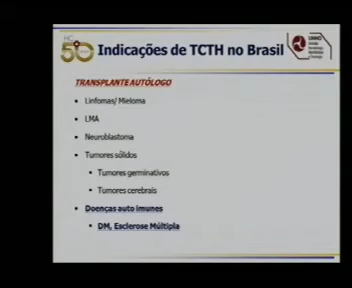 HC
50
Indicações de TCTH no Brasil
TRANSPLANTE AUTÓLOGO
Linfomas/ Mieloma
LMA
Neuroblastoma
Tumores sólidos
Tumores germinativos
Tumores cerebrais
Doenças auto imunes
DM, Esclerose Múltipla